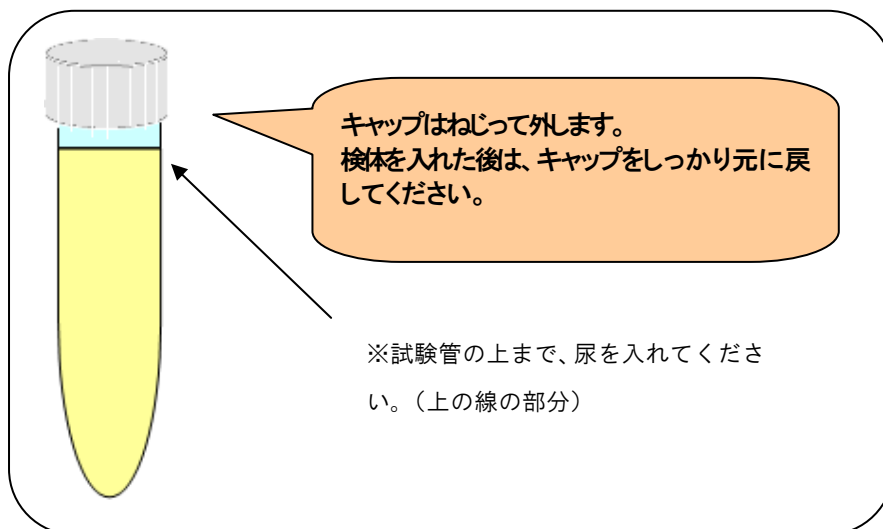 キャップはねじって外します。
検体を入れた後は、キャップをしっかり元に戻
してください。
※試験管の上まで、尿を入れてくださ
い。（上の線の部分）